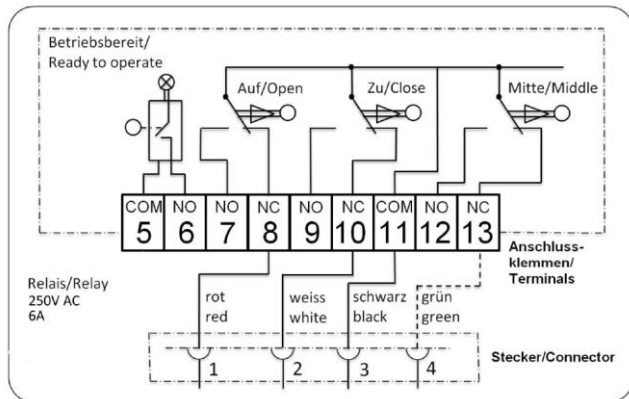 Betriebsbereit/
Ready to operate
Auf/Open
Zu/Close
Mitte/Middle
COM NO NO NC NO NC COM NO NC
5 6 7 8 9 10 11 12 13
Anschluss-
klemmen/
Terminals
Relais/Relay
250V AC
6A
rot
red
weiss
white
schwarz
black
grün
green
Stecker/Connector
1 2 3 4